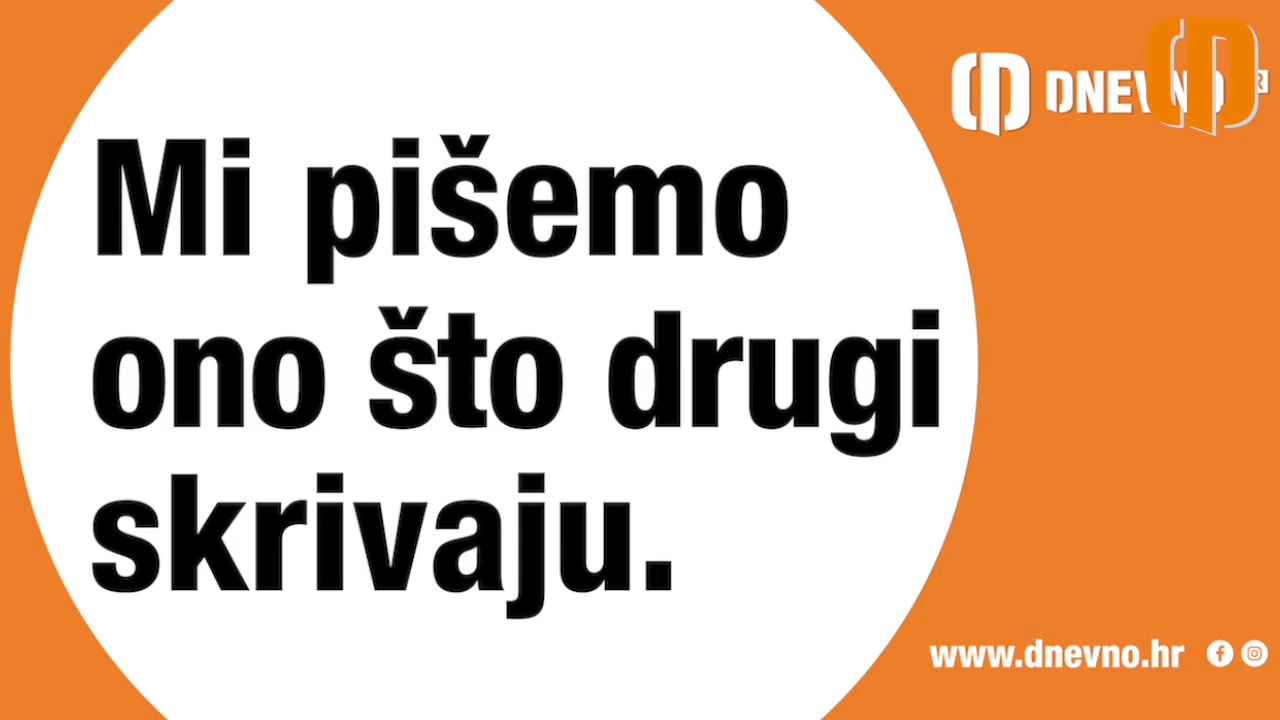 DNEVNO
Mi pišemo
ono što drugi
skrivaju.
www.dnevno.hr